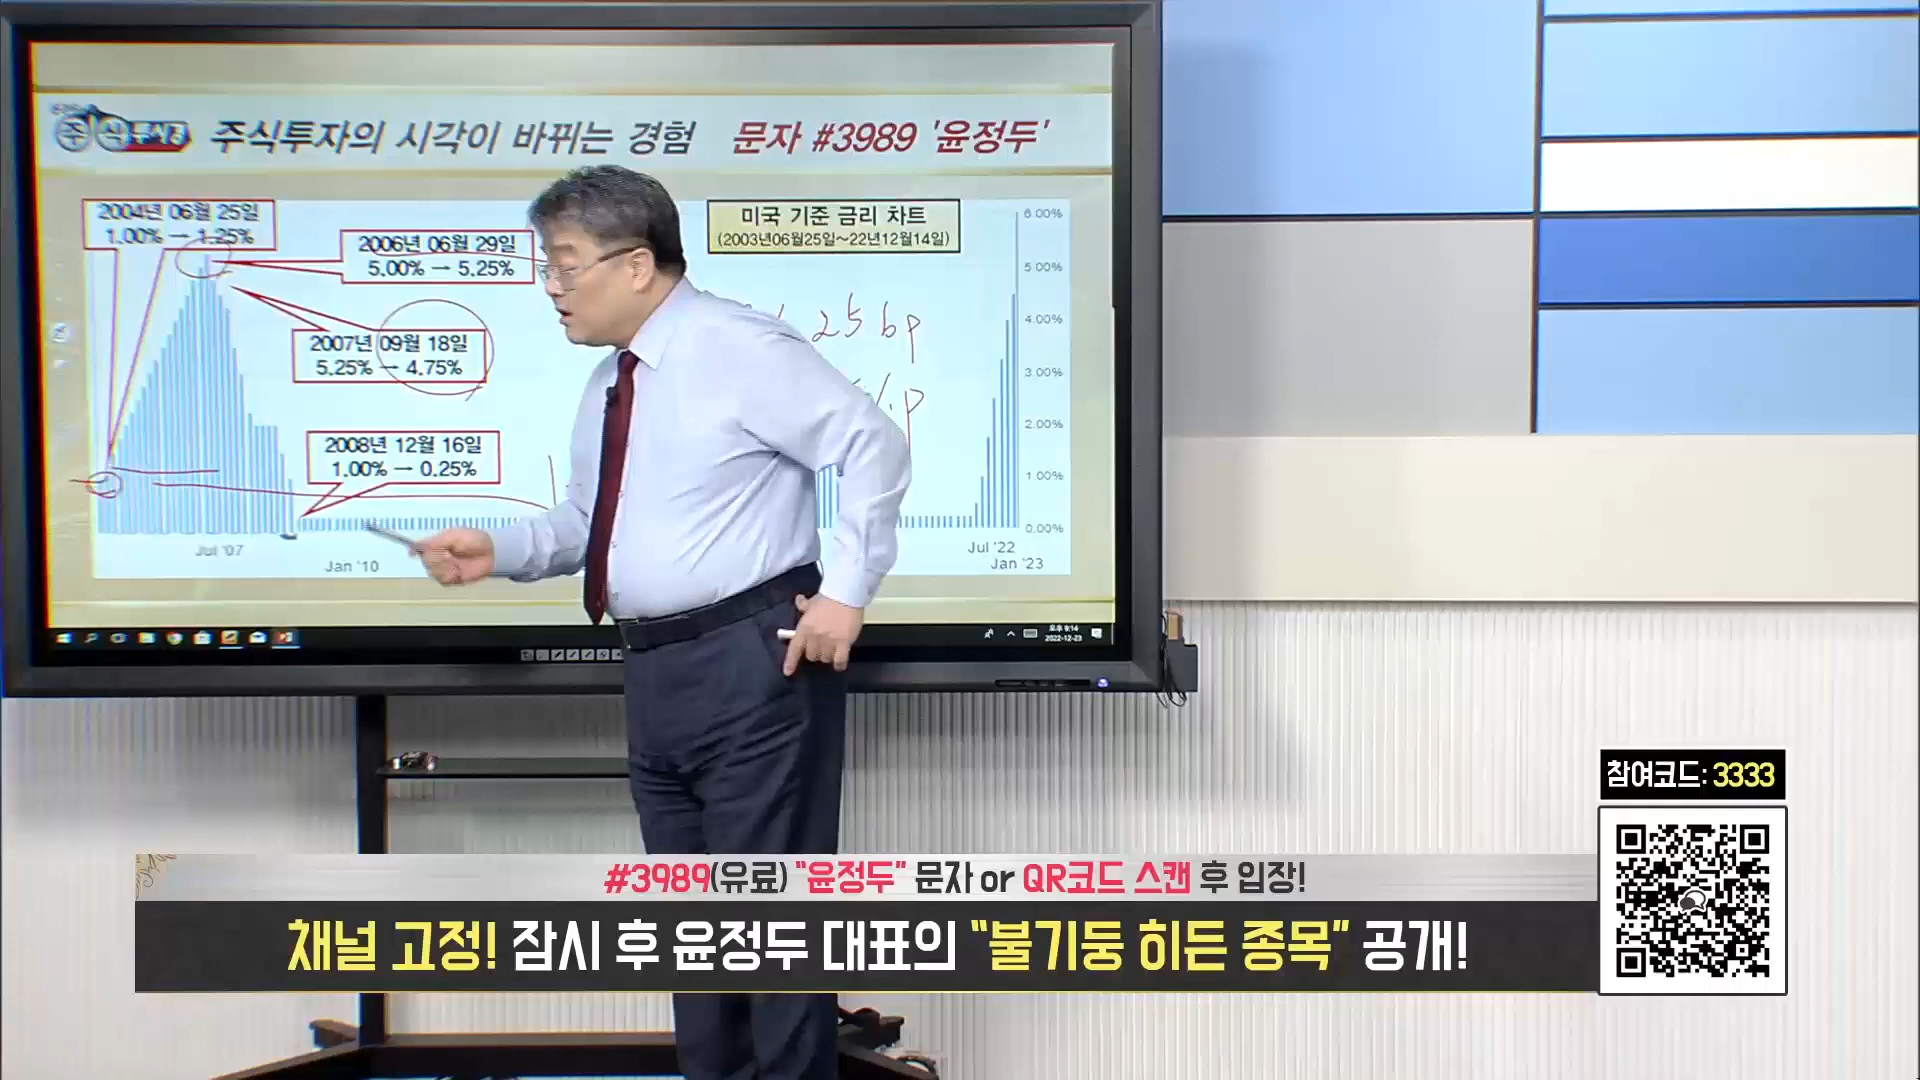 주식투자의 시각이 바뀌는 경험 문자 #3989 '윤정두'
2004년 06월 25일
1.00% → 1.25%
2006년 06월 29일
5.00% → 5.25%
2007년 09월 18일
5.25% → 4.75%
2008년 12월 16일
1.00% → 0.25%
미국 기준 금리 차트
(2003년06월25일~22년12월14일)
25bp
%p
6.00%
5.00%
4.00%
3.00%
2.00%
1.00%
0.00%
Jul '07
Jan '10
Jul '22
Jan '23
오후 9:14
2022-12-23
참여코드: 3333
#3989(유료) "윤정두" 문자 or QR코드 스캔 후 입장!
채널 고정! 잠시 후 윤정두 대표의 "불기둥 히든 종목" 공개!